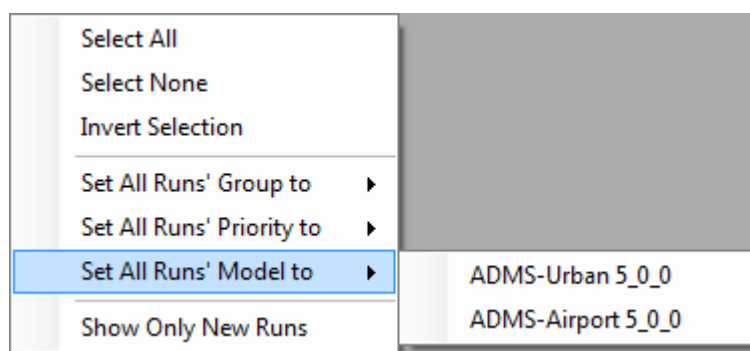 Select All
Select None
Invert Selection
Set All Runs' Group to
Set All Runs' Priority to
Set All Runs' Model to
ADMS-Urban 5_0_0
ADMS-Airport 5_0_0
Show Only New Runs